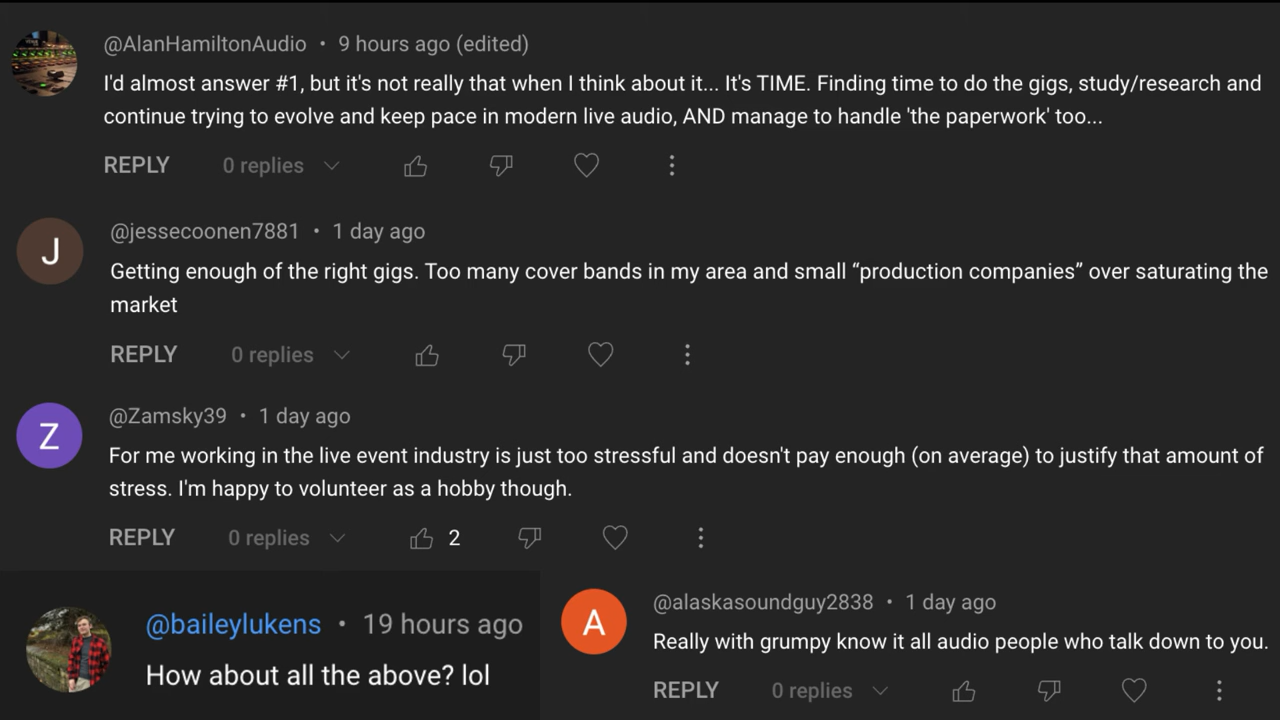 @AlanHamiltonAudio • 9 hours ago (edited)
I'd almost answer #1, but it's not really that when I think about it... It's TIME. Finding time to do the gigs, study/research and
continue trying to evolve and keep pace in modern live audio, AND manage to handle 'the paperwork' too...
REPLY 0 replies
J
@jessecoonen7881 • 1 day ago
Getting enough of the right gigs. Too many cover bands in my area and small “production companies” over saturating the
market
REPLY 0 replies
Z
@Zamsky39 • 1 day ago
For me working in the live event industry is just too stressful and doesn't pay enough (on average) to justify that amount of
stress. I'm happy to volunteer as a hobby though.
REPLY 0 replies 2
@baileylukens • 19 hours ago
How about all the above? lol
A
@alaskasoundguy2838 • 1 day ago
Really with grumpy know it all audio people who talk down to you.
REPLY 0 replies